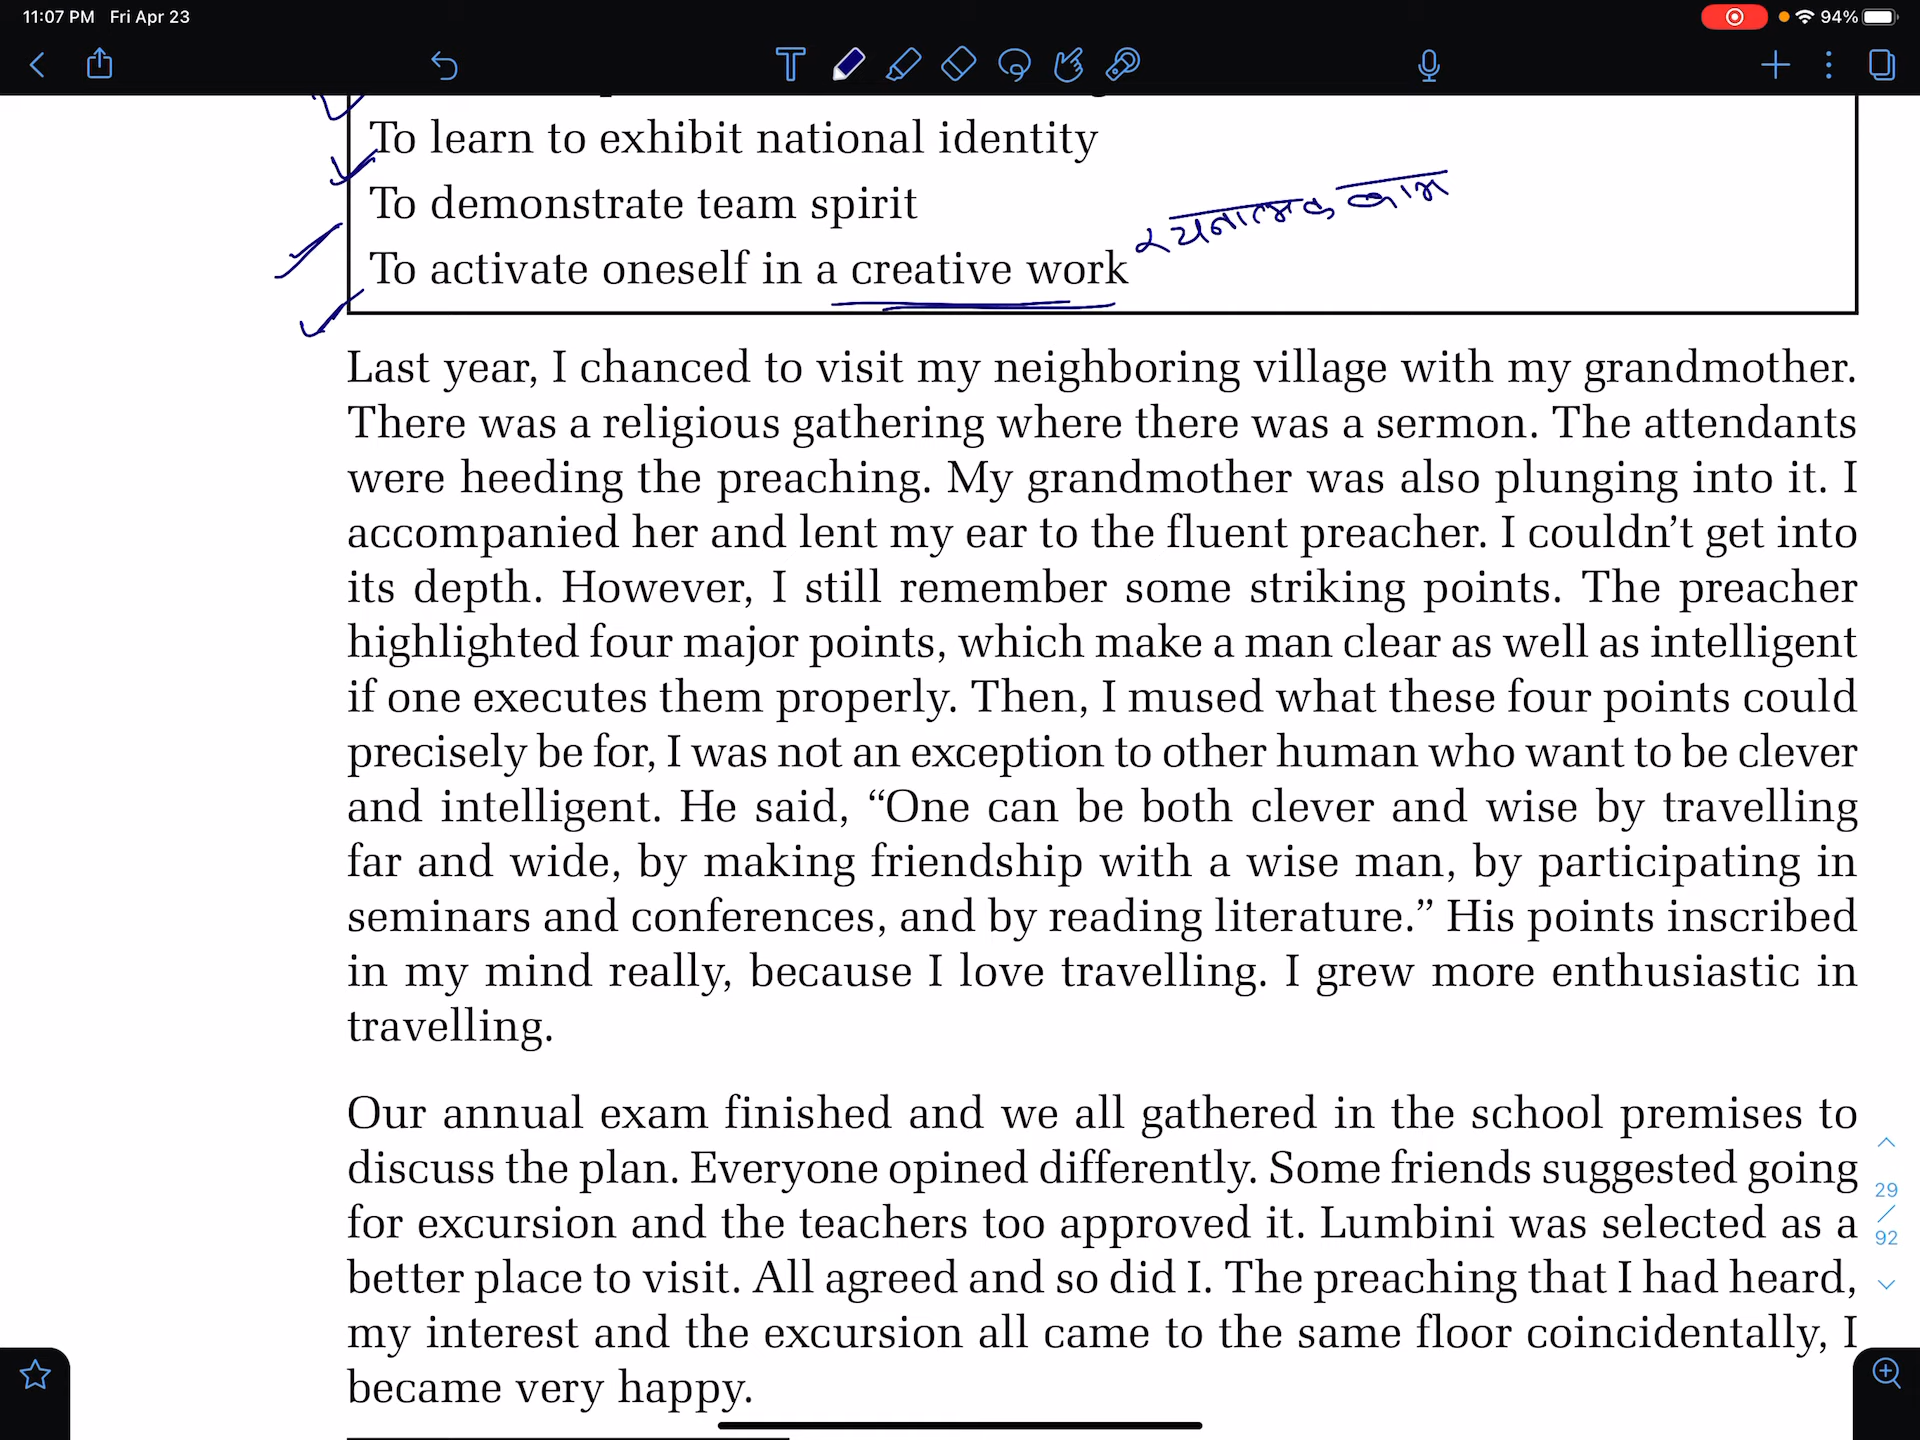 11:07 PM Fri Apr 23
94%
To learn to exhibit national identity
To demonstrate team spirit
रचनात्मक काम
To activate oneself in a creative work
Last year, I chanced to visit my neighboring village with my grandmother.
There was a religious gathering where there was a sermon. The attendants
were heeding the preaching. My grandmother was also plunging into it. I
accompanied her and lent my ear to the fluent preacher. I couldn’t get into
its depth. However, I still remember some striking points. The preacher
highlighted four major points, which make a man clear as well as intelligent
if one executes them properly. Then, I mused what these four points could
precisely be for, I was not an exception to other human who want to be clever
and intelligent. He said, “One can be both clever and wise by travelling
far and wide, by making friendship with a wise man, by participating in
seminars and conferences, and by reading literature.” His points inscribed
in my mind really, because I love travelling. I grew more enthusiastic in
travelling.
Our annual exam finished and we all gathered in the school premises to
discuss the plan. Everyone opined differently. Some friends suggested going
for excursion and the teachers too approved it. Lumbini was selected as a
better place to visit. All agreed and so did I. The preaching that I had heard,
my interest and the excursion all came to the same floor coincidentally, I
became very happy.
29
/
92